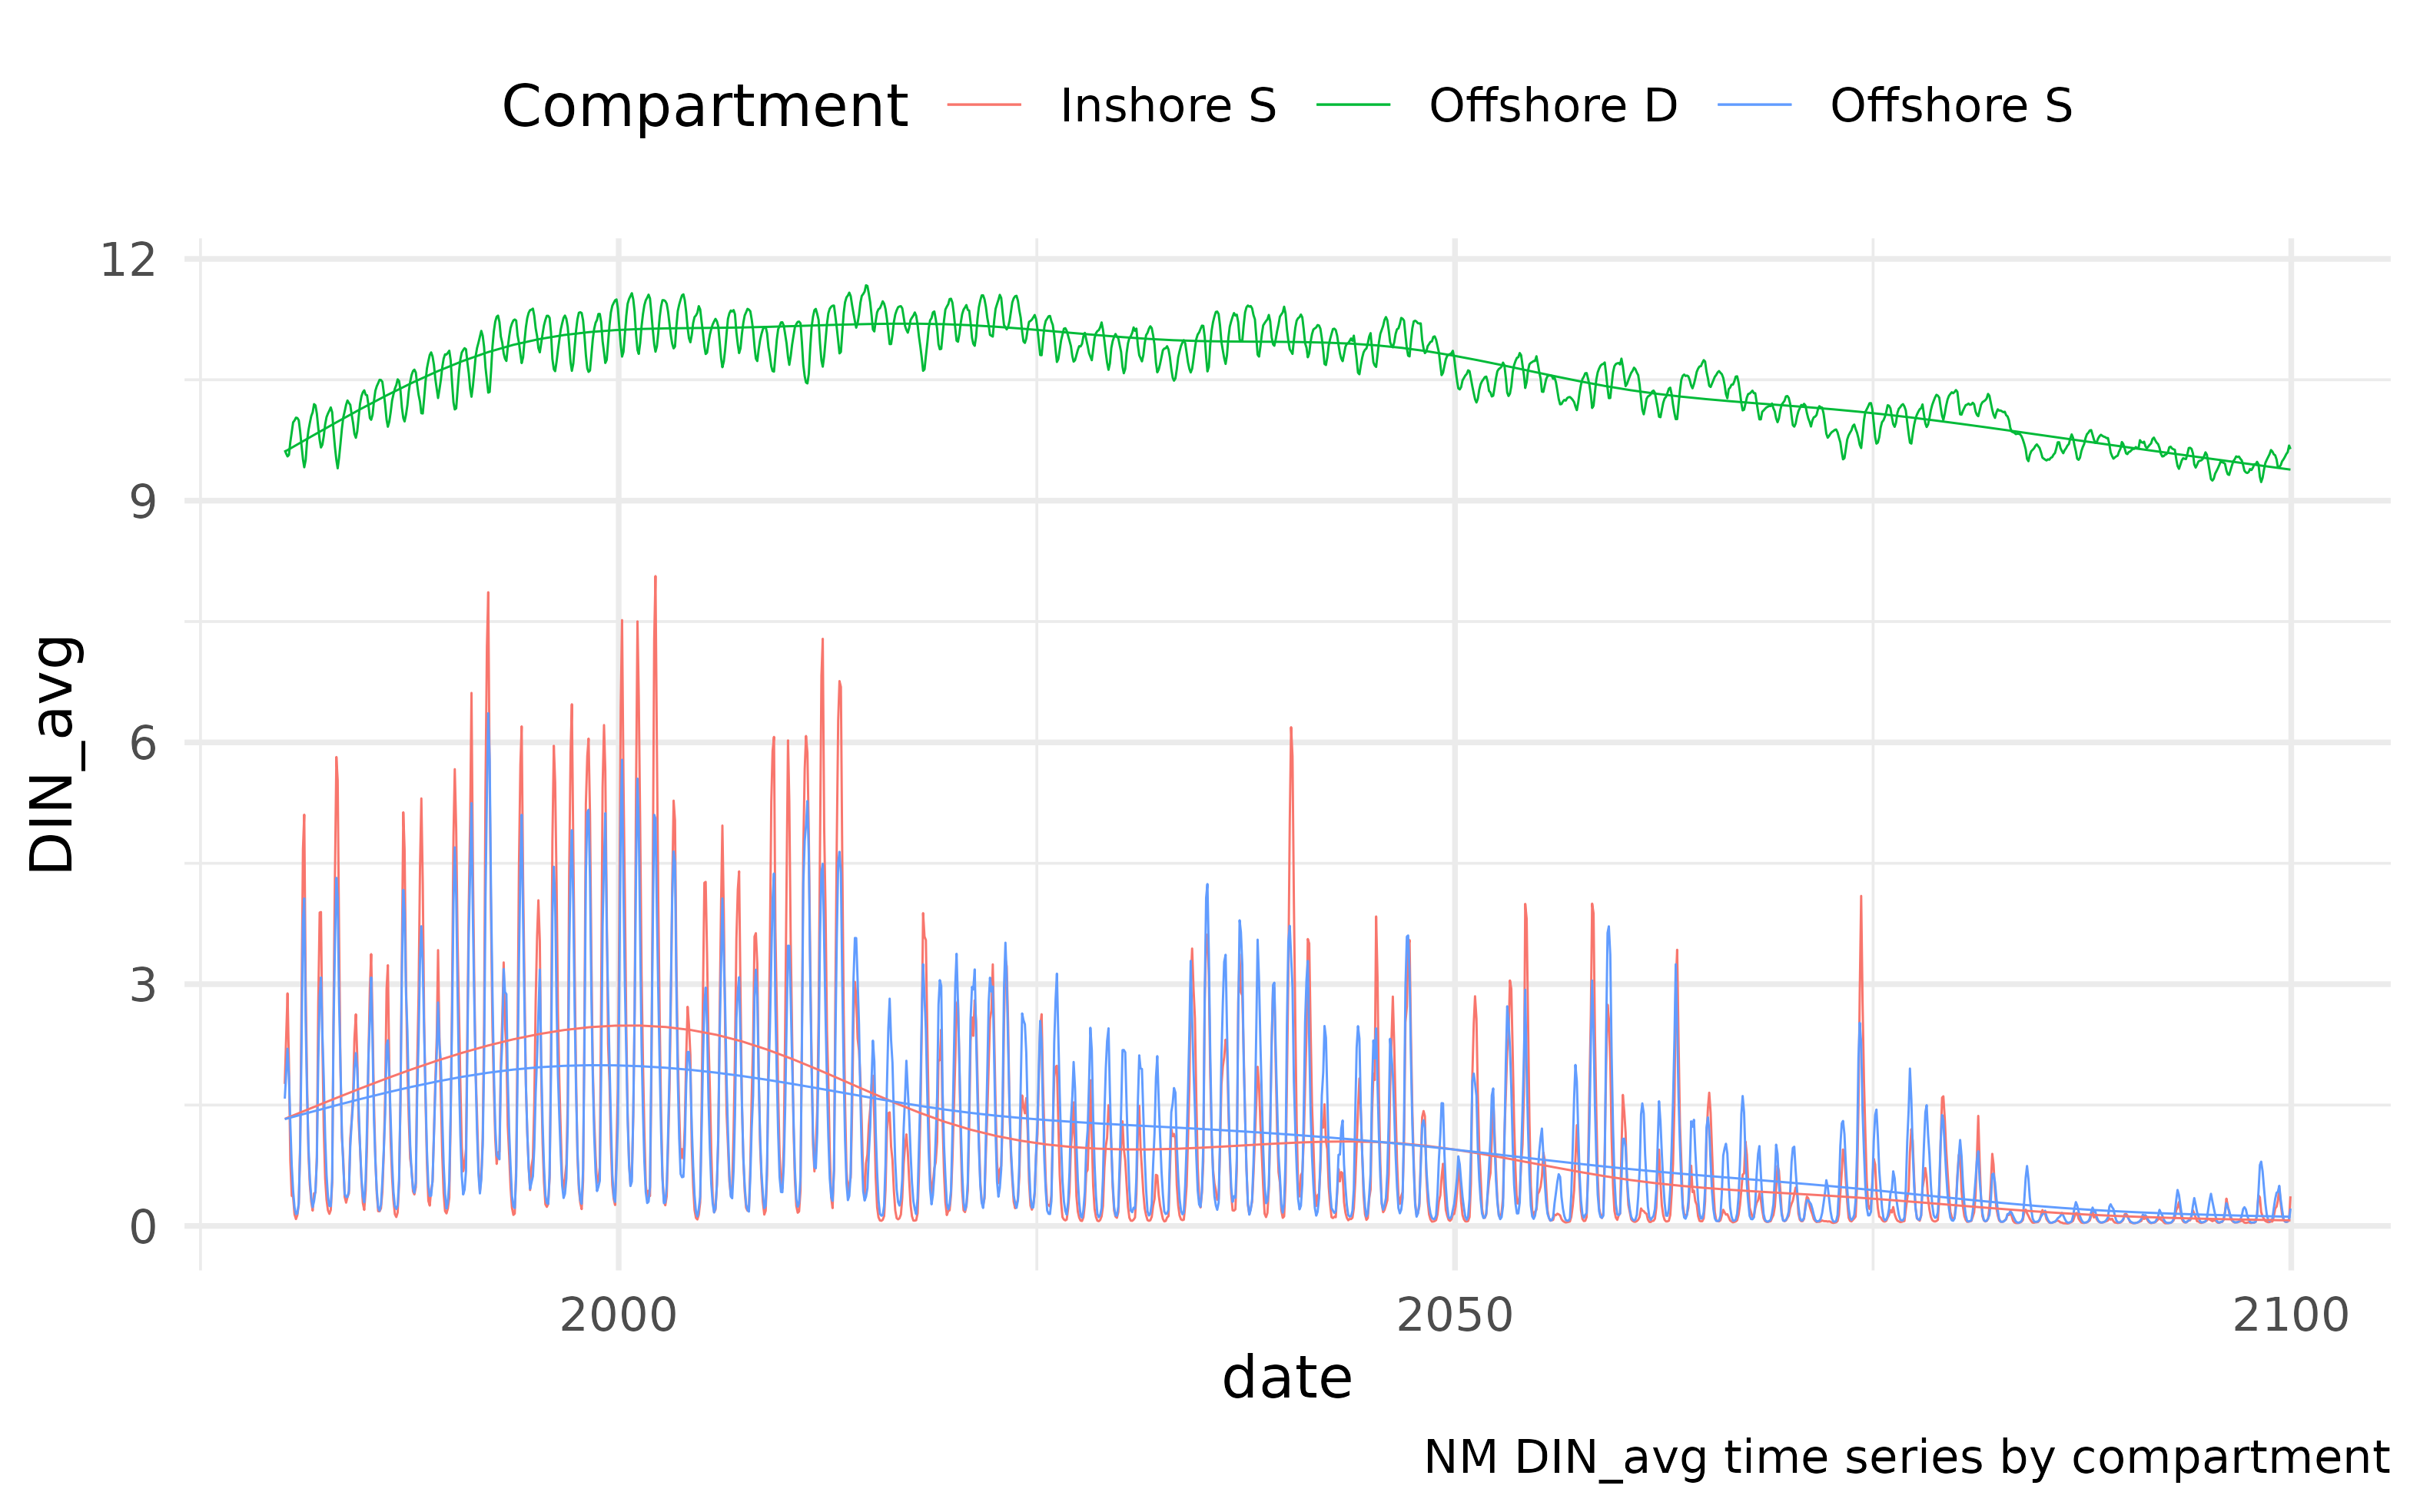 Compartment Inshore S Offshore D Offshore S
12
9
6
3
0
DIN_avg
2000 2050 2100
date
NM DIN_avg time series by compartment